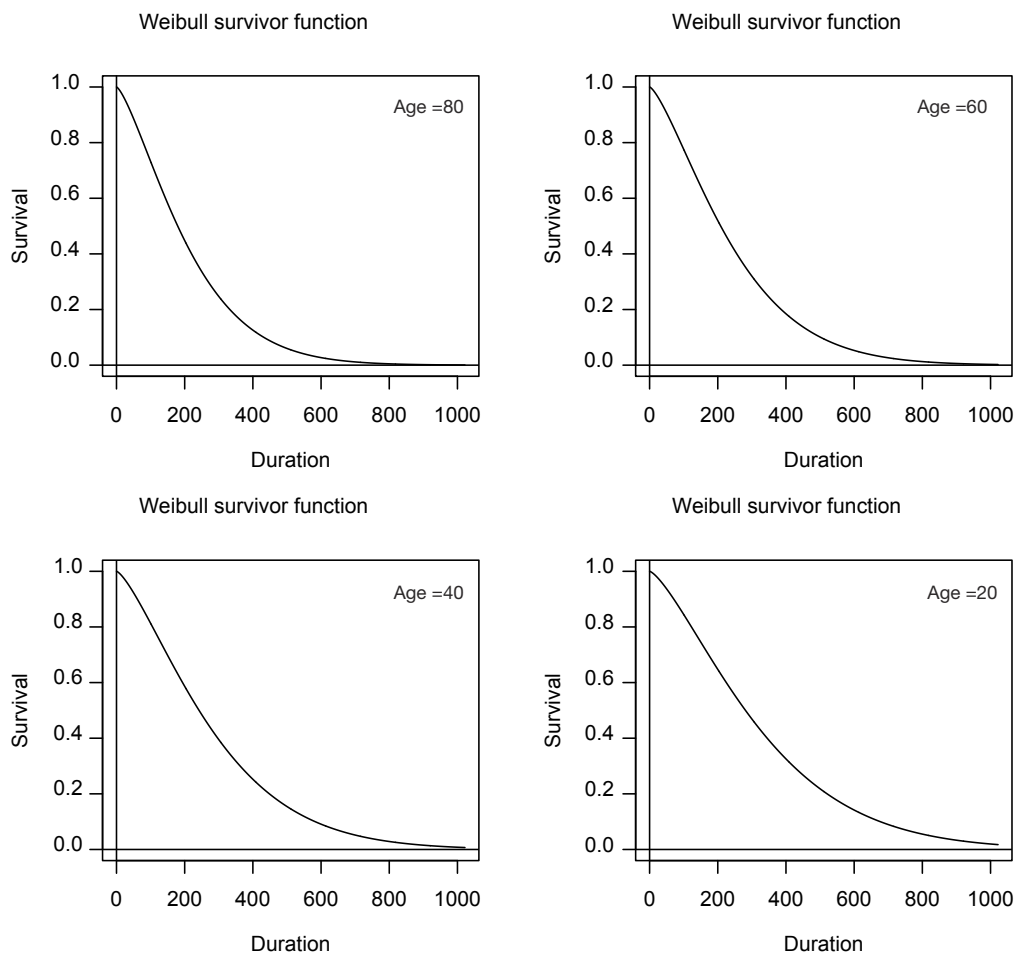 Weibull survivor function
Age =80
Survival
1.0
0.8
0.6
0.4
0.2
0.0
0 200 400 600 800 1000
Duration
Weibull survivor function
Age =60
Survival
1.0
0.8
0.6
0.4
0.2
0.0
0 200 400 600 800 1000
Duration
Weibull survivor function
Age =40
Survival
1.0
0.8
0.6
0.4
0.2
0.0
0 200 400 600 800 1000
Duration
Weibull survivor function
Age =20
Survival
1.0
0.8
0.6
0.4
0.2
0.0
0 200 400 600 800 1000
Duration